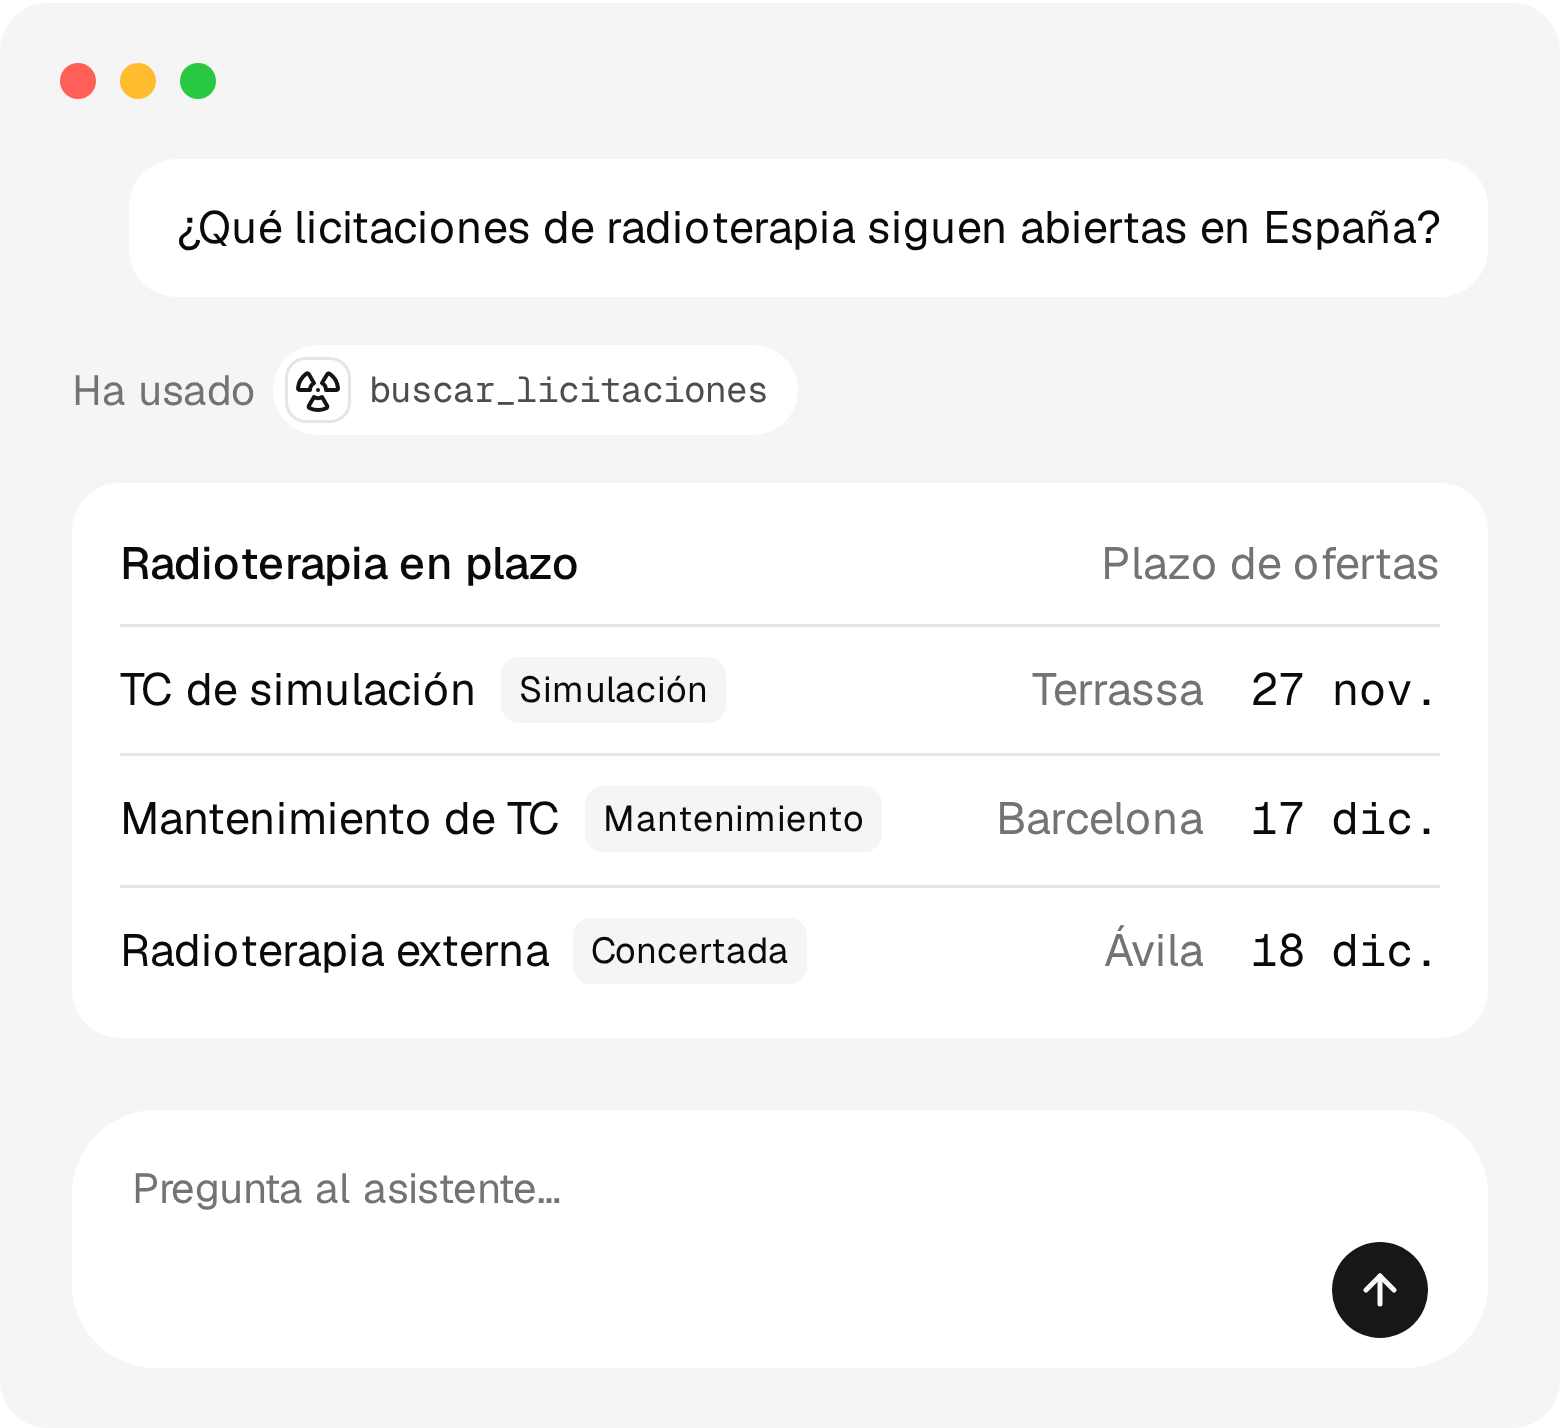 ¿Qué licitaciones de radioterapia siguen abiertas en España?
Ha usado buscar_licitaciones
Radioterapia en plazo Plazo de ofertas
TC de simulación Simulación Terrassa 27 nov.
Mantenimiento de TC Mantenimiento Barcelona 17 dic.
Radioterapia externa Concertada Ávila 18 dic.
Pregunta al asistente…